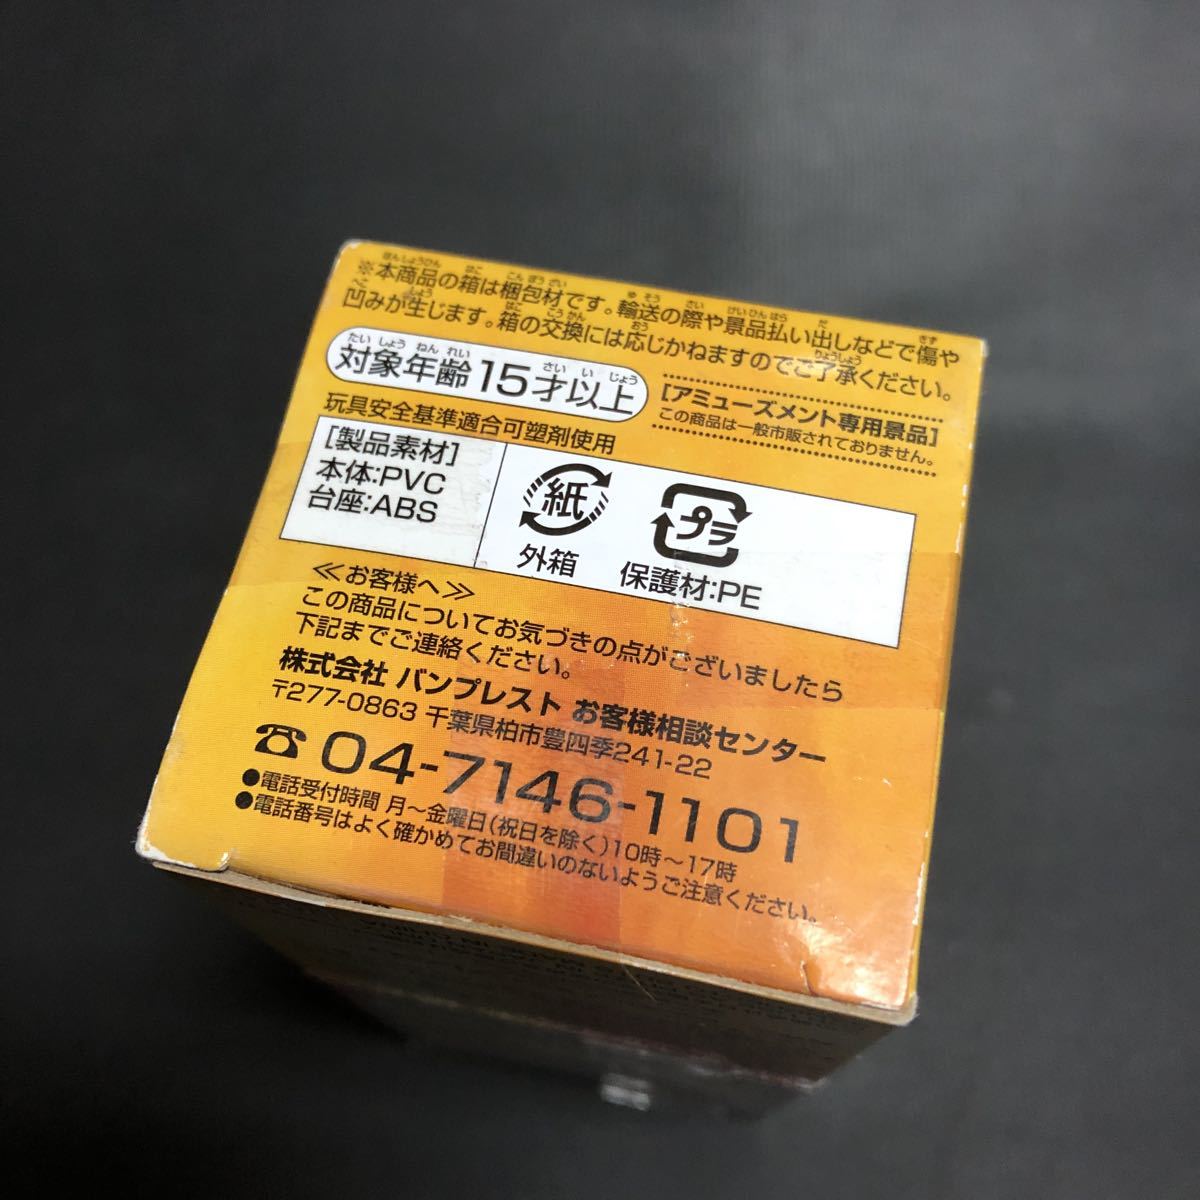 ※本商品の箱は梱包材です。輸送の際や景品払い出しなどで傷や
凹みが生じます。箱の交換には応じかねますのでご了承ください。
対象年齢15才以上
[アミューズメント専用景品]
この商品は一般市販されておりません。
玩具安全基準適合可塑剤使用
[製品素材]
本体:PVC
台座:ABS
紙
外箱
プラ
保護材:PE
≪お客様へ≫
この商品についてお気づきの点がございましたら
下記までご連絡ください。
株式会社 バンプレスト お客様相談センター
〒277-0863 千葉県柏市豊四季241-22
☎04-7146-1101
●電話受付時間 月～金曜日(祝日を除く)10時～17時
●電話番号はよく確かめてお間違いのないようご注意ください。